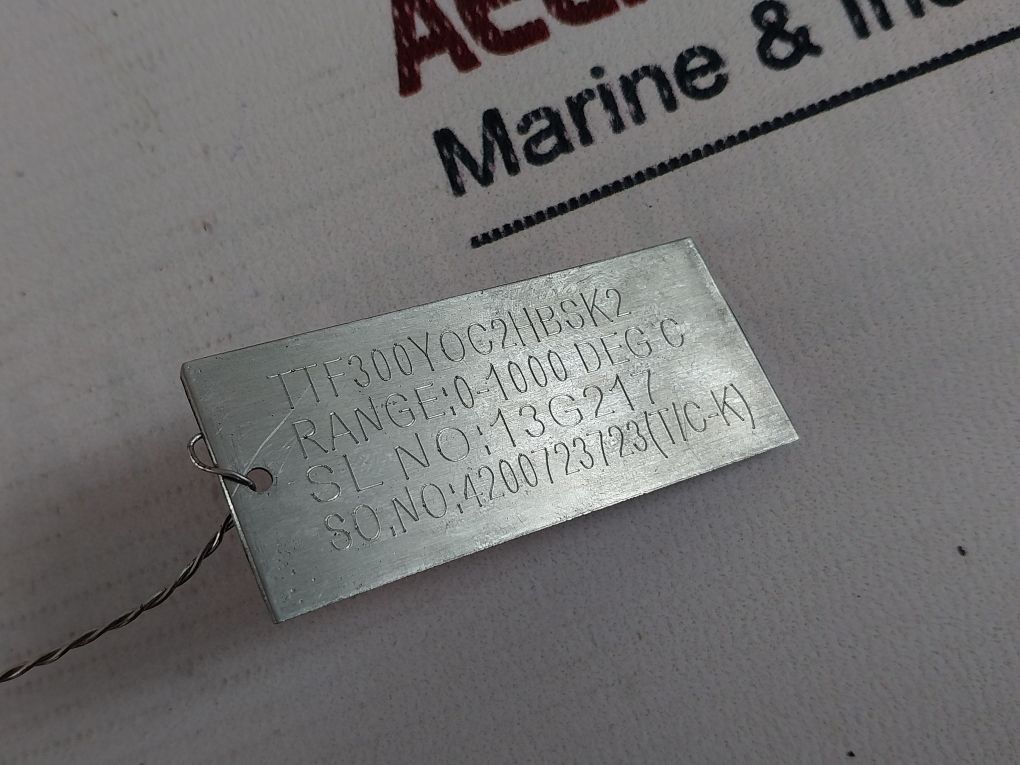 Marine &
TTF300YOC2HBSK2
RANGE:0-1000 DEG C
SL NO:13G217
SO.NO:4200723723(T/C-K)